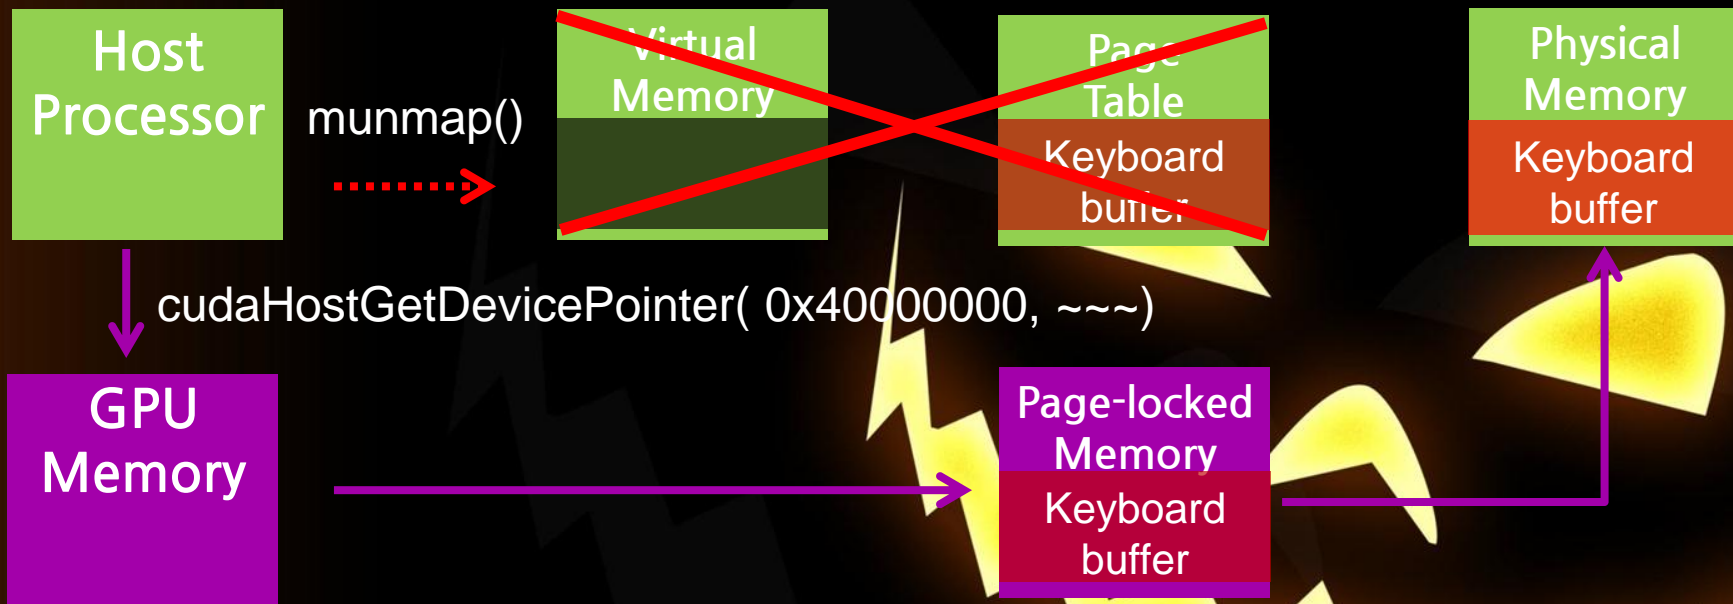 Host
Processor
munmap()
Virtual
Memory
Page
Table
Keyboard
buffer
Physical
Memory
Keyboard
buffer
cudaHostGetDevicePointer( 0x40000000, ~~~)
GPU
Memory
Page-locked
Memory
Keyboard
buffer